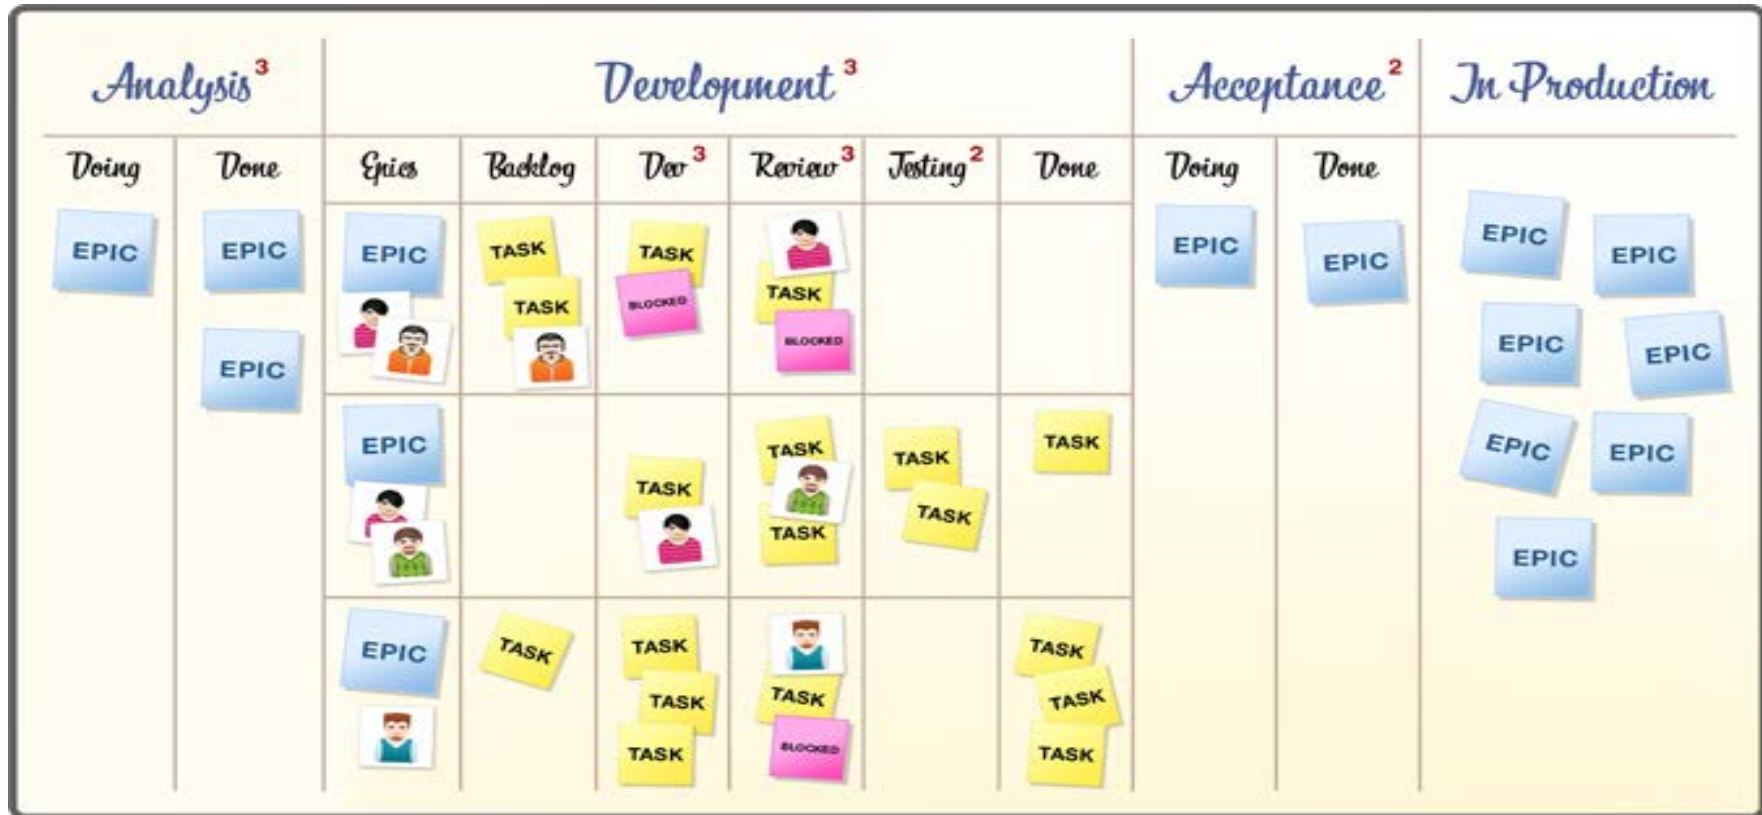 Analysis 3
Development 3
Acceptance 2
In Production
Doing
Done
Epics
Backlog
Dev 3
Review 3
Testing 2
Done
Doing
Done
EPIC
EPIC
EPIC
EPIC
TASK
TASK
TASK
BLOCKED
TASK
BLOCKED
EPIC
TASK
TASK
TASK
TASK
TASK
TASK
EPIC
TASK
TASK
TASK
TASK
TASK
BLOCKED
TASK
TASK
TASK
EPIC
EPIC
EPIC
EPIC
EPIC
EPIC
EPIC
EPIC
EPIC